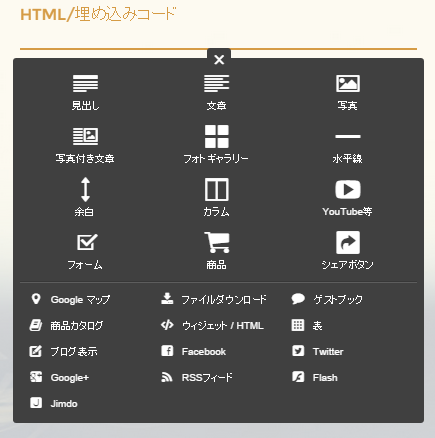 HTML/埋め込みコード
見出し 文章 写真
写真付き文章 フォトギャラリー 水平線
余白 カラム YouTube等
フォーム 商品 シェアボタン
Google マップ ファイルダウンロード ゲストブック
商品カタログ ウィジェット / HTML 表
ブログ表示 Facebook Twitter
Google+ RSSフィード Flash
Jimdo